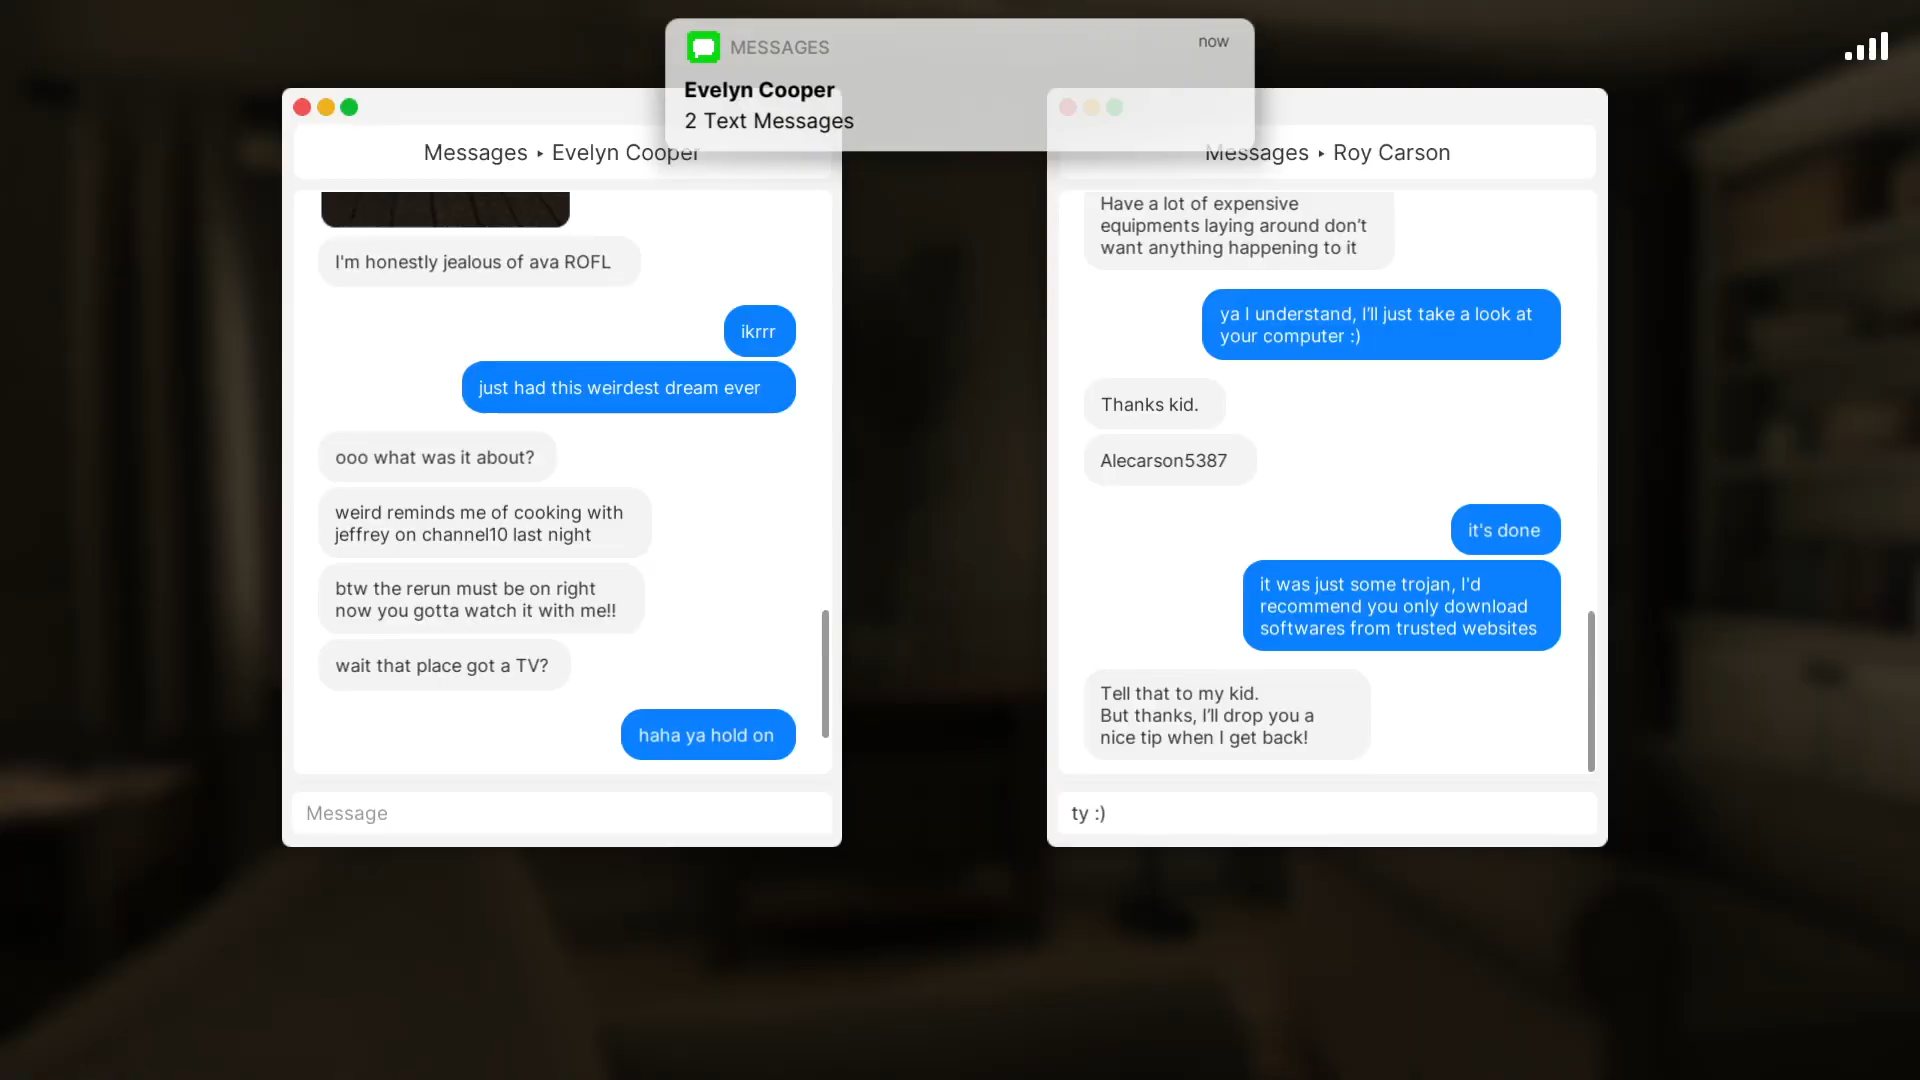 MESSAGES
now
Evelyn Cooper
2 Text Messages
Messages ▸ Evelyn Cooper
I'm honestly jealous of ava ROFL
ikrrr
just had this weirdest dream ever
ooo what was it about?
weird reminds me of cooking with
jeffrey on channel10 last night
btw the rerun must be on right
now you gotta watch it with me!!
wait that place got a TV?
haha ya hold on
Message
Messages ▸ Roy Carson
Have a lot of expensive
equipments laying around don't
want anything happening to it
ya I understand, I'll just take a look at
your computer :)
Thanks kid.
Alecarson5387
it's done
it was just some trojan, I'd
recommend you only download
softwares from trusted websites
Tell that to my kid.
But thanks, I'll drop you a
nice tip when I get back!
ty :)